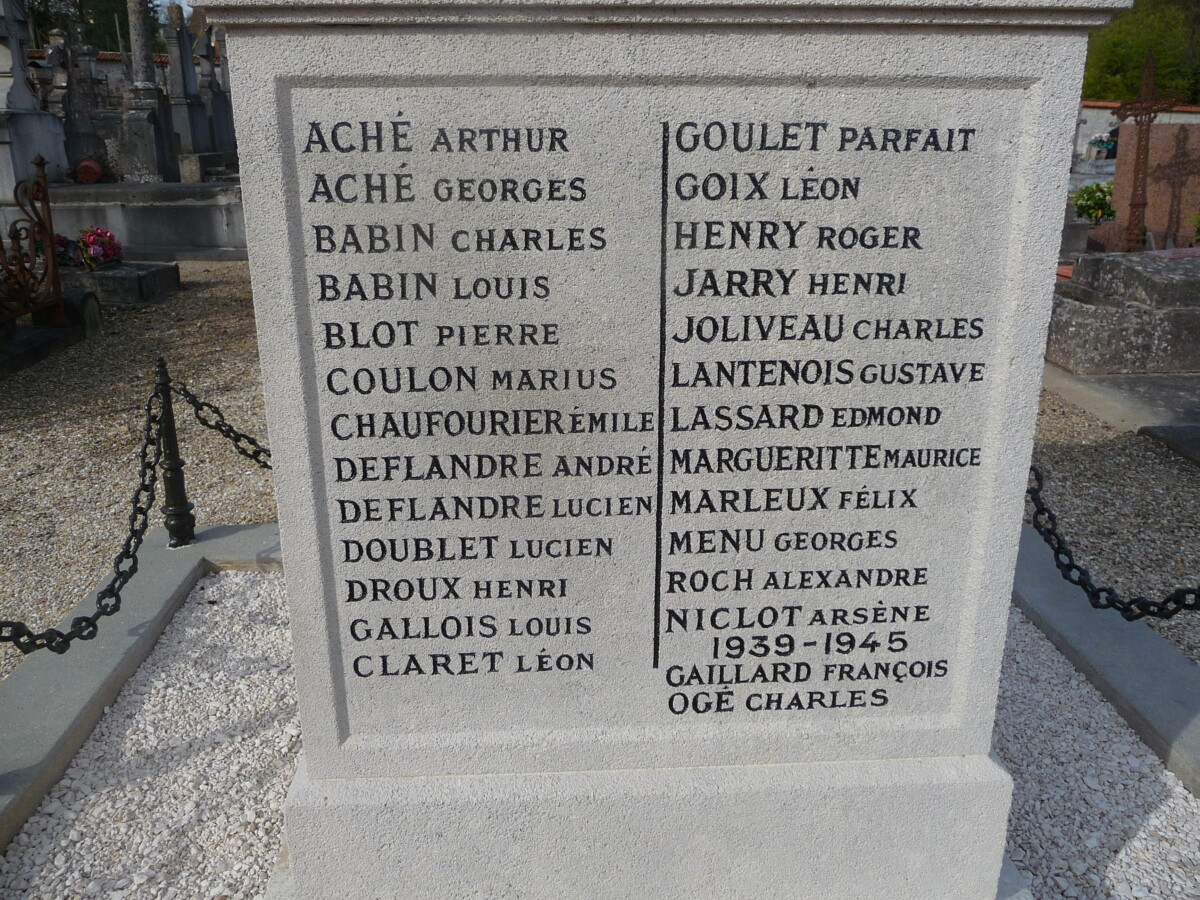 ACHÉ ARTHUR
ACHÉ GEORGES
BABIN CHARLES
BABIN LOUIS
BLOT PIERRE
COULON MARIUS
CHAUFOURIER ÉMILE
DEFLANDRE ANDRÉ
DEFLANDRE LUCIEN
DOUBLET LUCIEN
DROUX HENRI
GALLOIS LOUIS
CLARET LÉON
GOULET PARFAIT
GOIX LÉON
HENRY ROGER
JARRY HENRI
JOLIVEAU CHARLES
LANTENOIS GUSTAVE
LASSARD EDMOND
MARGUERITTE MAURICE
MARLEUX FÉLIX
MENU GEORGES
ROCH ALEXANDRE
NICLOT ARSÈNE
1939-1945
GAILLARD FRANÇOIS
OGÉ CHARLES